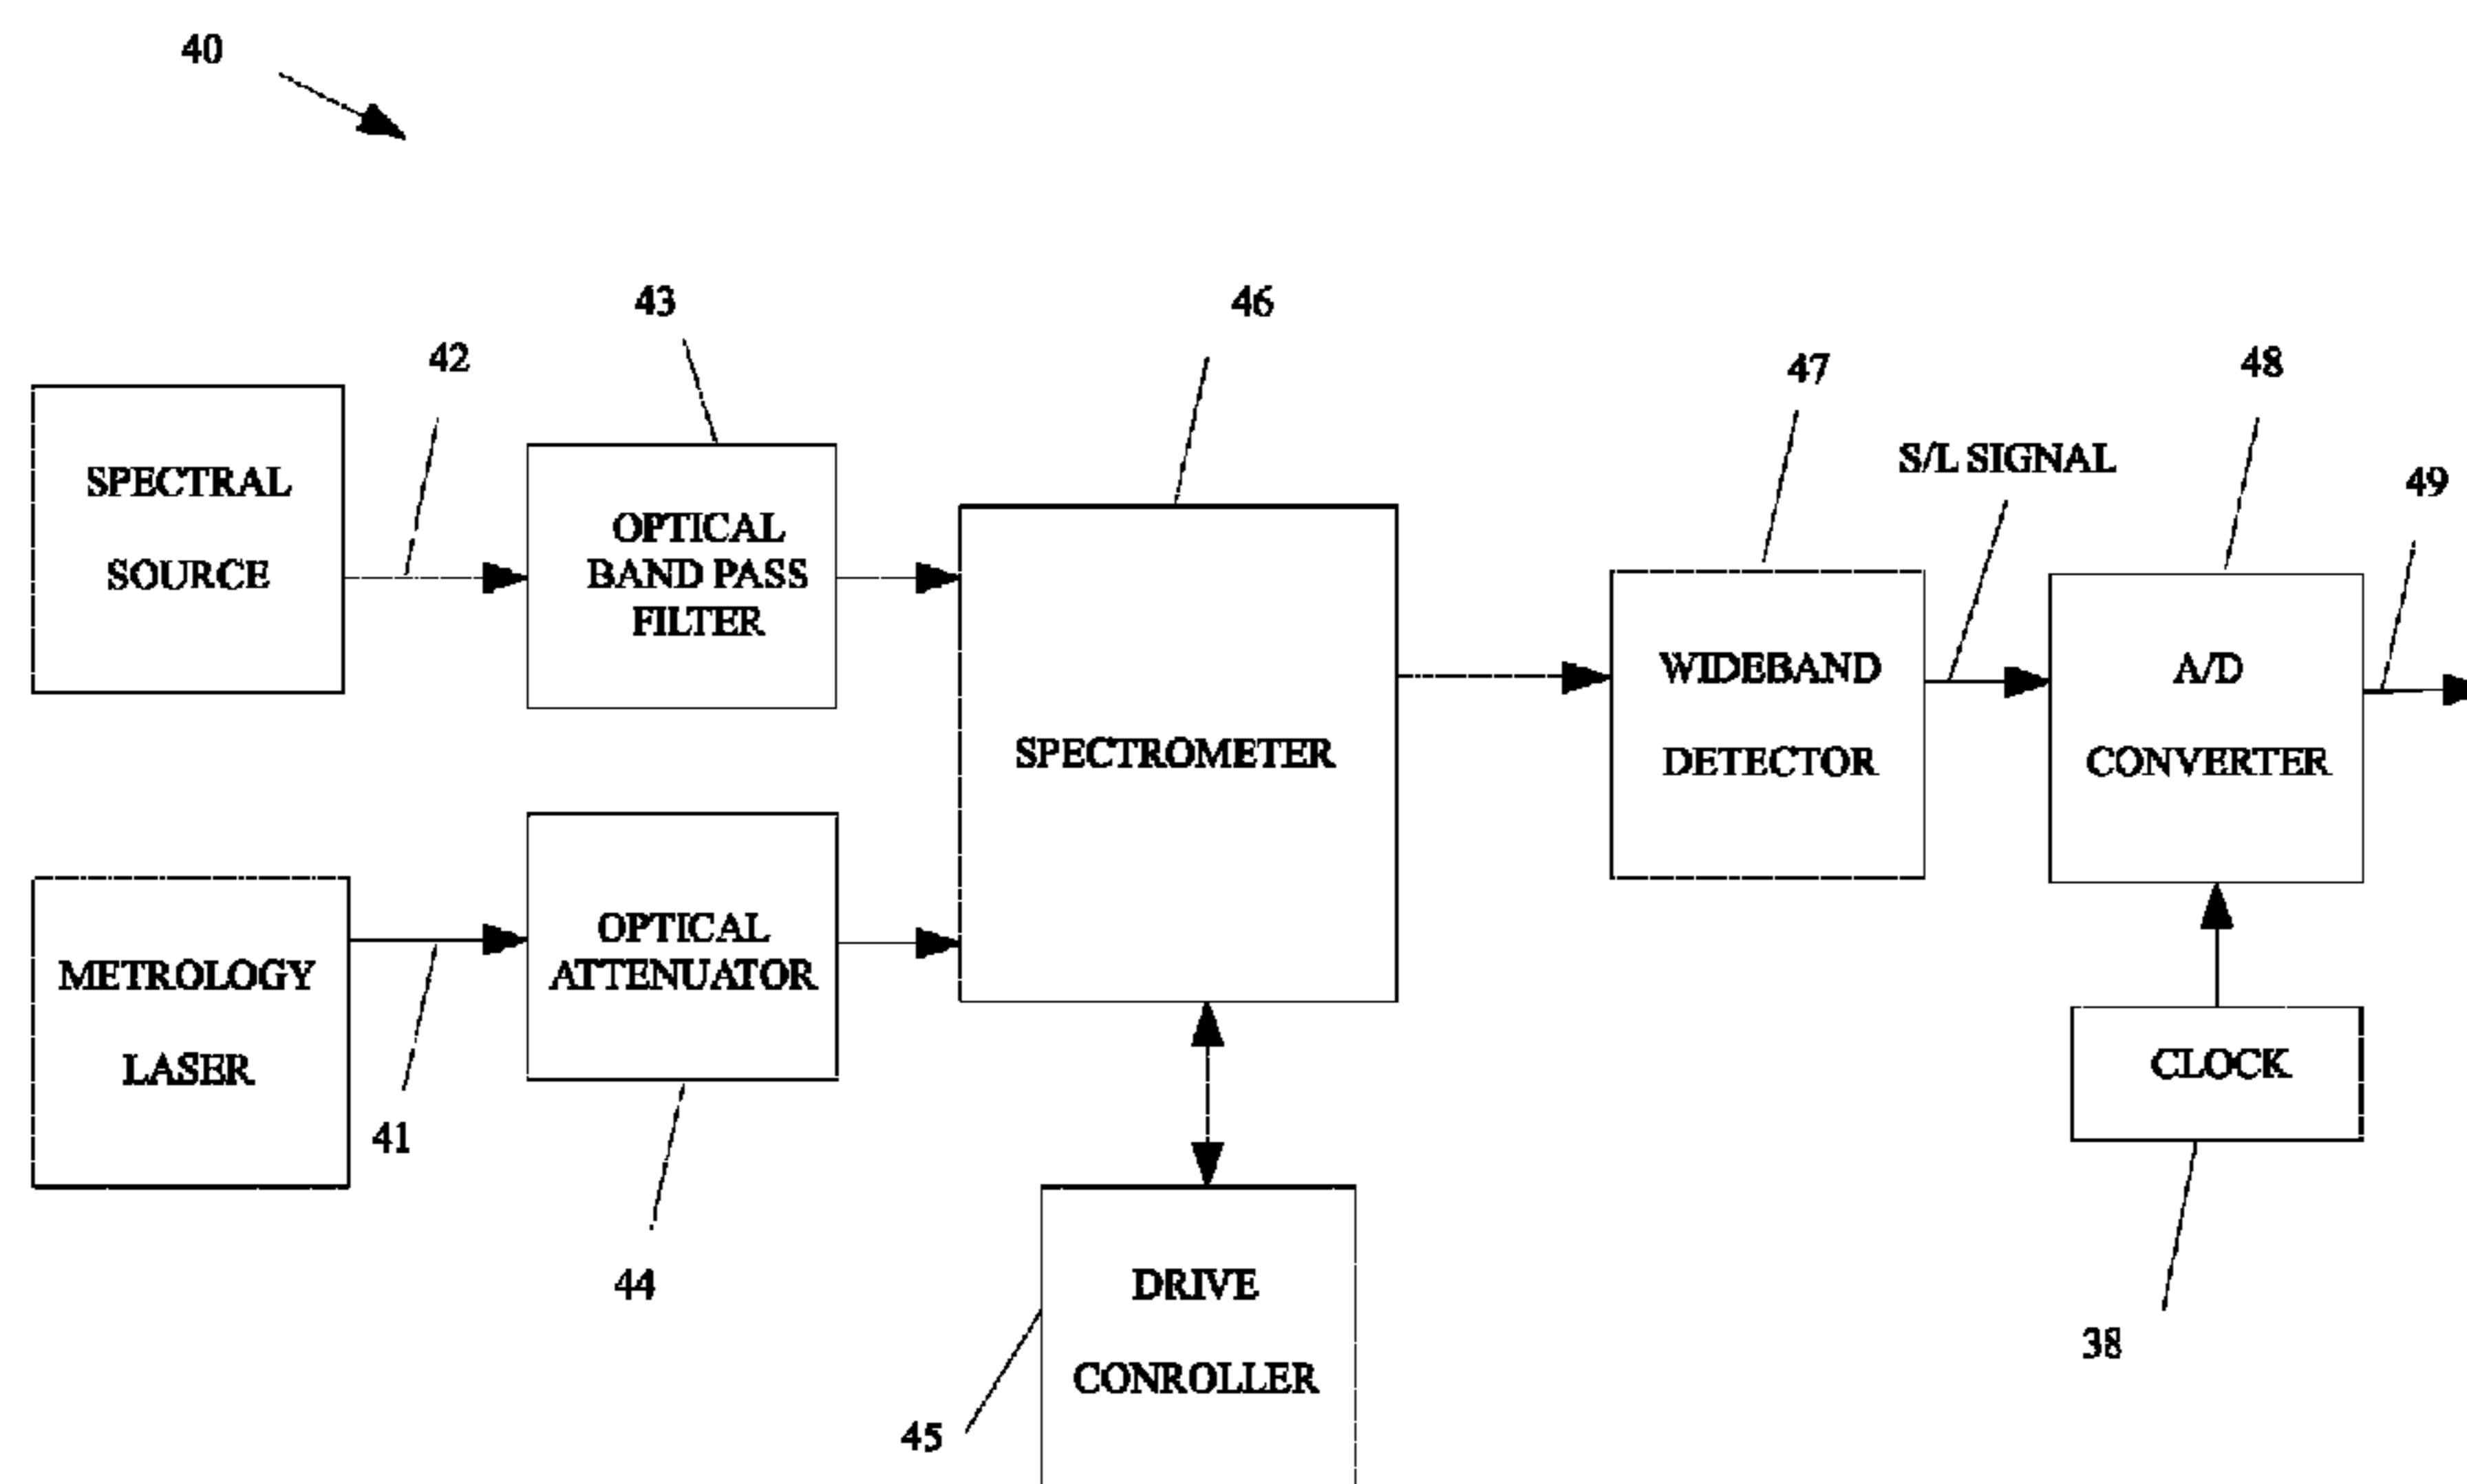 40
43
46
42
47
48
S/L SIGNAL
49
SPECTRAL
SOURCE
OPTICAL
BAND PASS
FILTER
SPECTROMETER
WIDEBAND
DETECTOR
A/D
CONVERTER
METROLOGY
LASER
41
OPTICAL
ATTENUATOR
44
CLOCK
38
DRIVE
CONROLLER
45